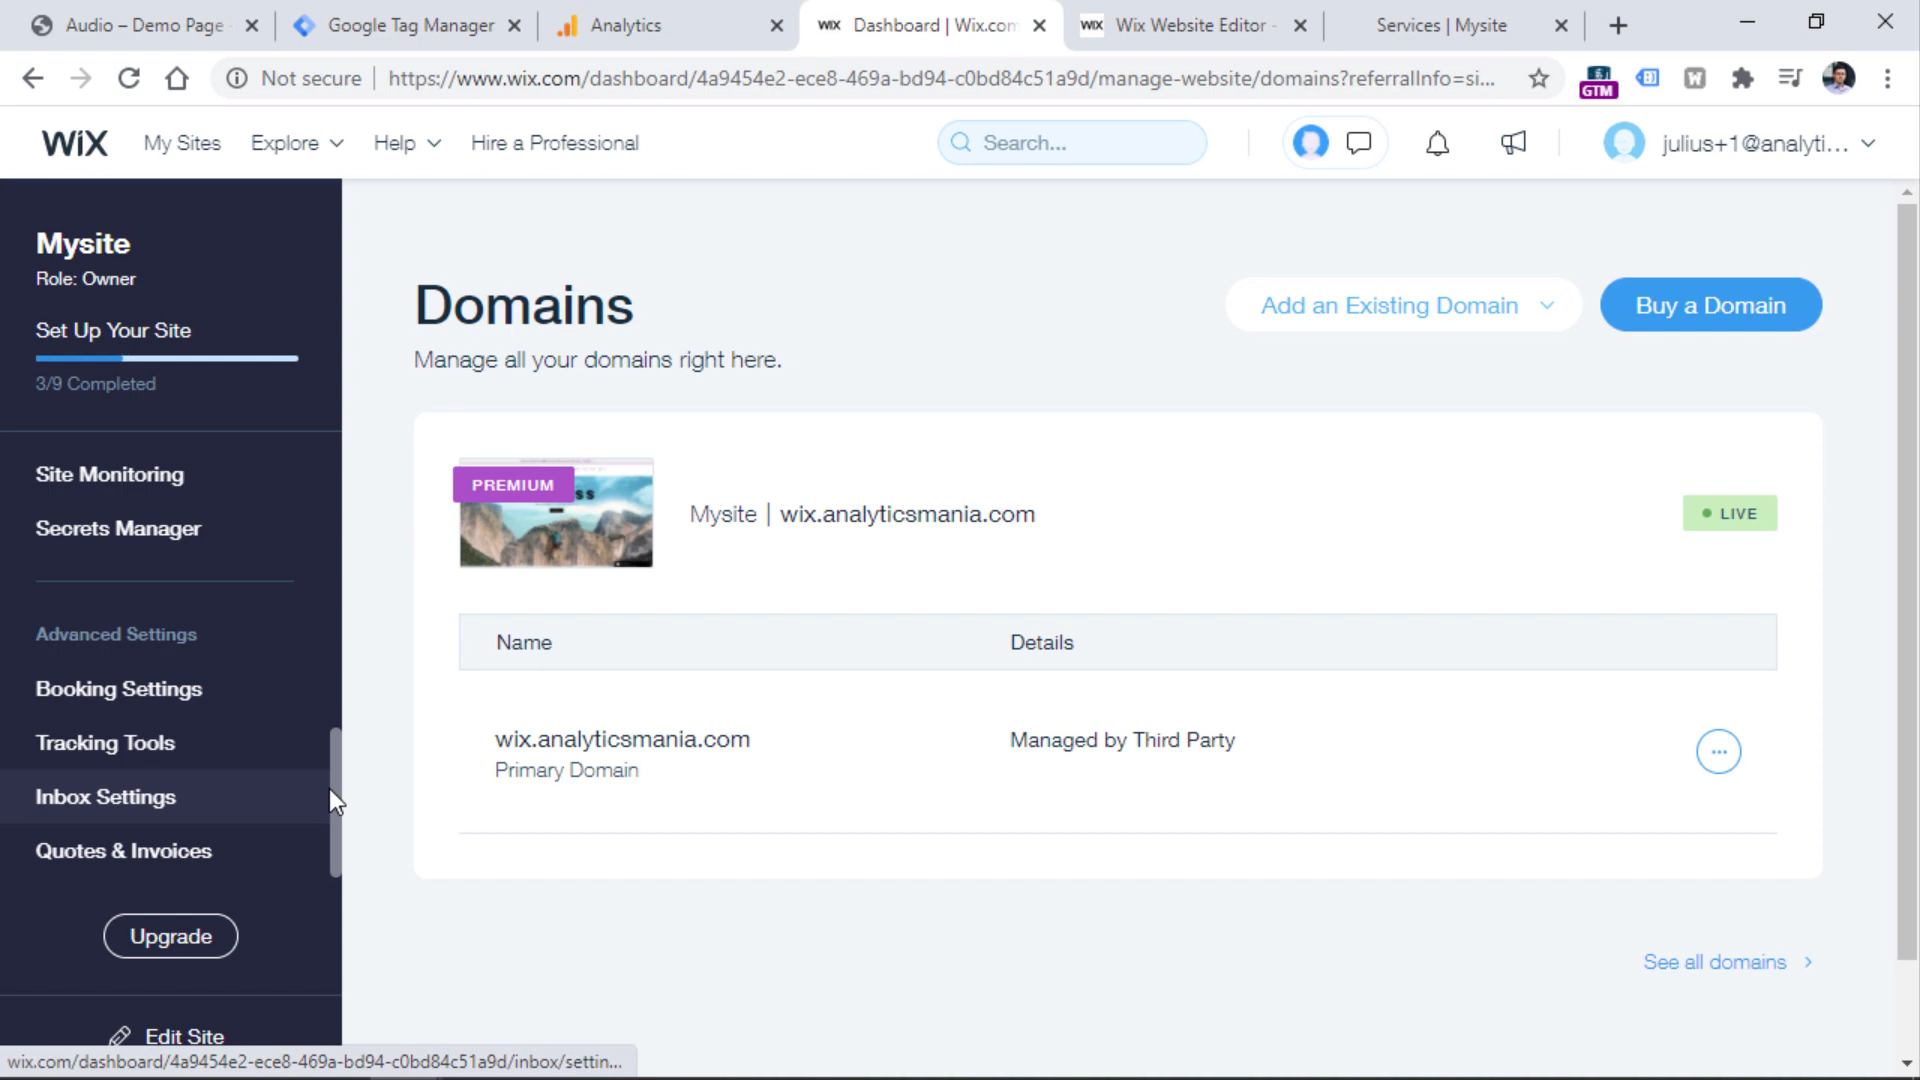 Audio – Demo Page
Google Tag Manager
Analytics
WiX
Dashboard | Wix.com
WiX
Wix Website Editor -
Services | Mysite
Not secure
https://www.wix.com/dashboard/4a9454e2-ece8-469a-bd94-c0bd84c51a9d/manage-website/domains?referralInfo=si...
GTM
WiX
My Sites
Explore
Help
Hire a Professional
Search...
julius+1@analyti...
Mysite
Role: Owner
Set Up Your Site
3/9 Completed
Site Monitoring
Secrets Manager
Advanced Settings
Booking Settings
Tracking Tools
Inbox Settings
Quotes & Invoices
Upgrade
Edit Site
Domains
Manage all your domains right here.
Add an Existing Domain
Buy a Domain
PREMIUM
Mysite | wix.analyticsmania.com
LIVE
Name
Details
wix.analyticsmania.com
Primary Domain
Managed by Third Party
See all domains
wix.com/dashboard/4a9454e2-ece8-469a-bd94-c0bd84c51a9d/inbox/settin...